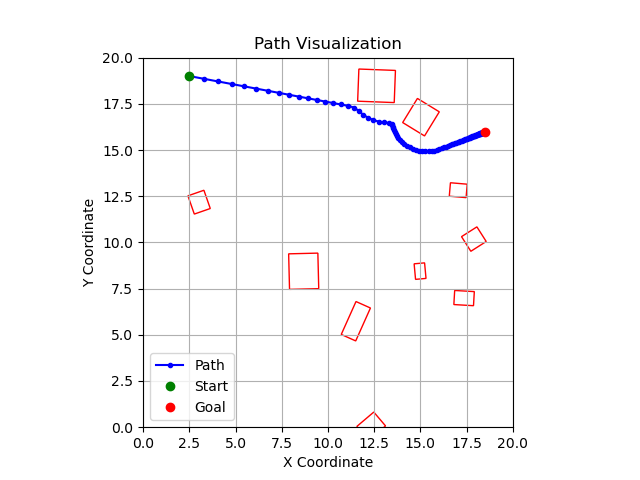 Path Visualization
20.0
17.5
15.0
12.5
10.0
7.5
5.0
2.5
0.0
Y Coordinate
Path
Start
Goal
0.0 2.5 5.0 7.5 10.0 12.5 15.0 17.5 20.0
X Coordinate